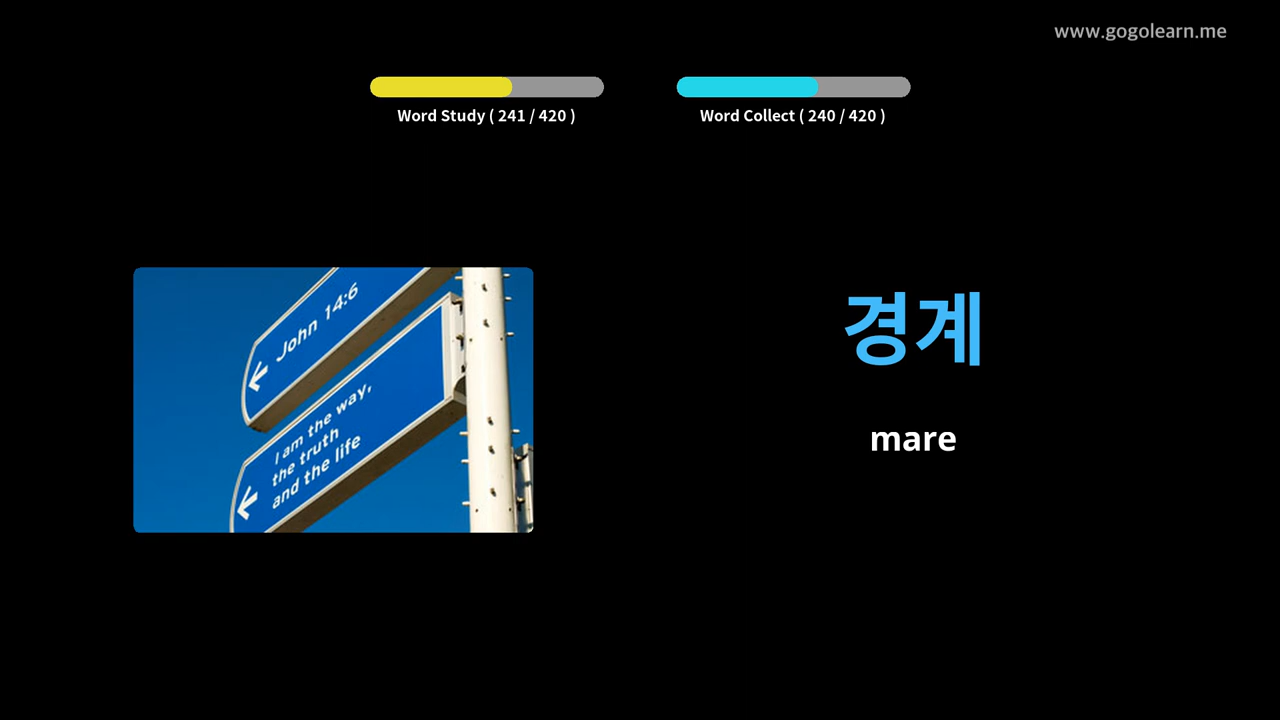 www.gogolearn.me
Word Study ( 241 / 420 )
Word Collect ( 240 / 420 )
John 14:6
I am the way,
the truth
and the life
경계
mare